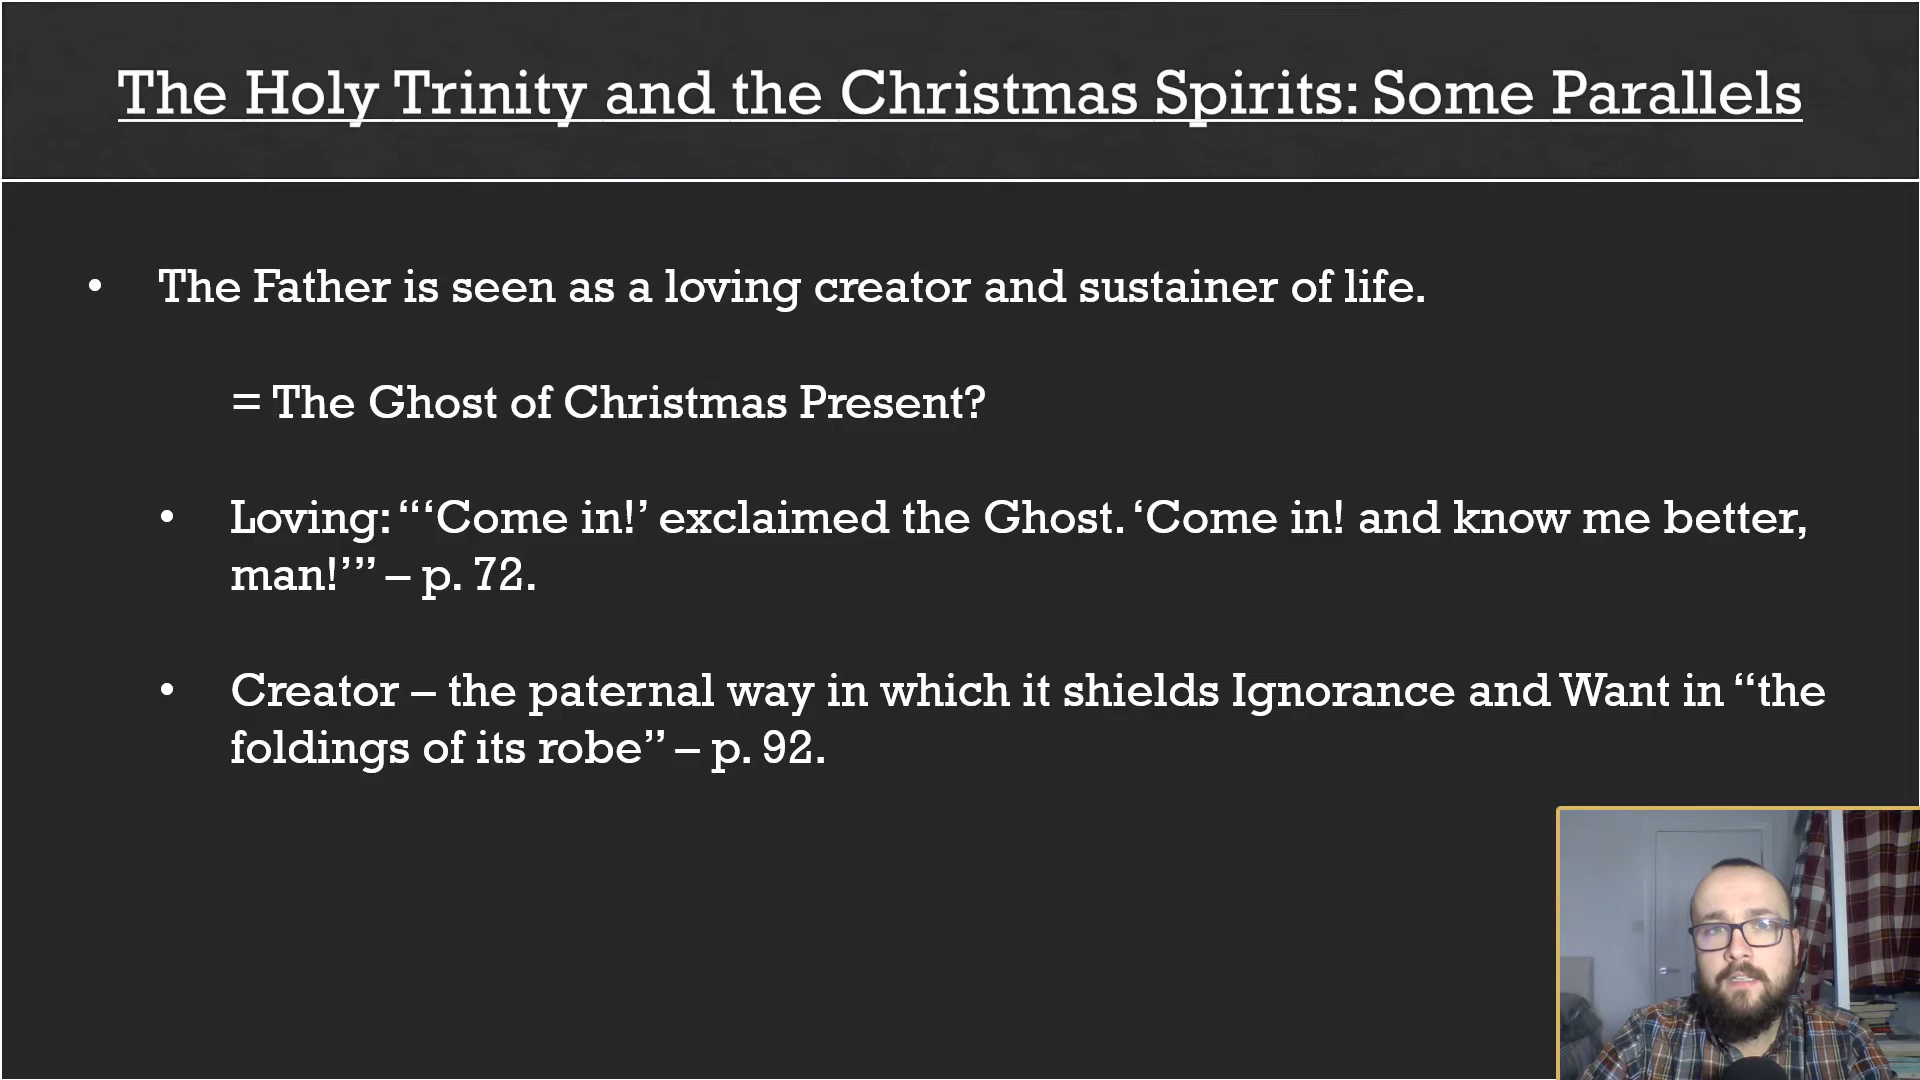 The Holy Trinity and the Christmas Spirits: Some Parallels
• The Father is seen as a loving creator and sustainer of life.
= The Ghost of Christmas Present?
• Loving: “‘Come in!’ exclaimed the Ghost. ‘Come in! and know me better,
man!’” – p. 72.
• Creator – the paternal way in which it shields Ignorance and Want in “the
foldings of its robe” – p. 92.